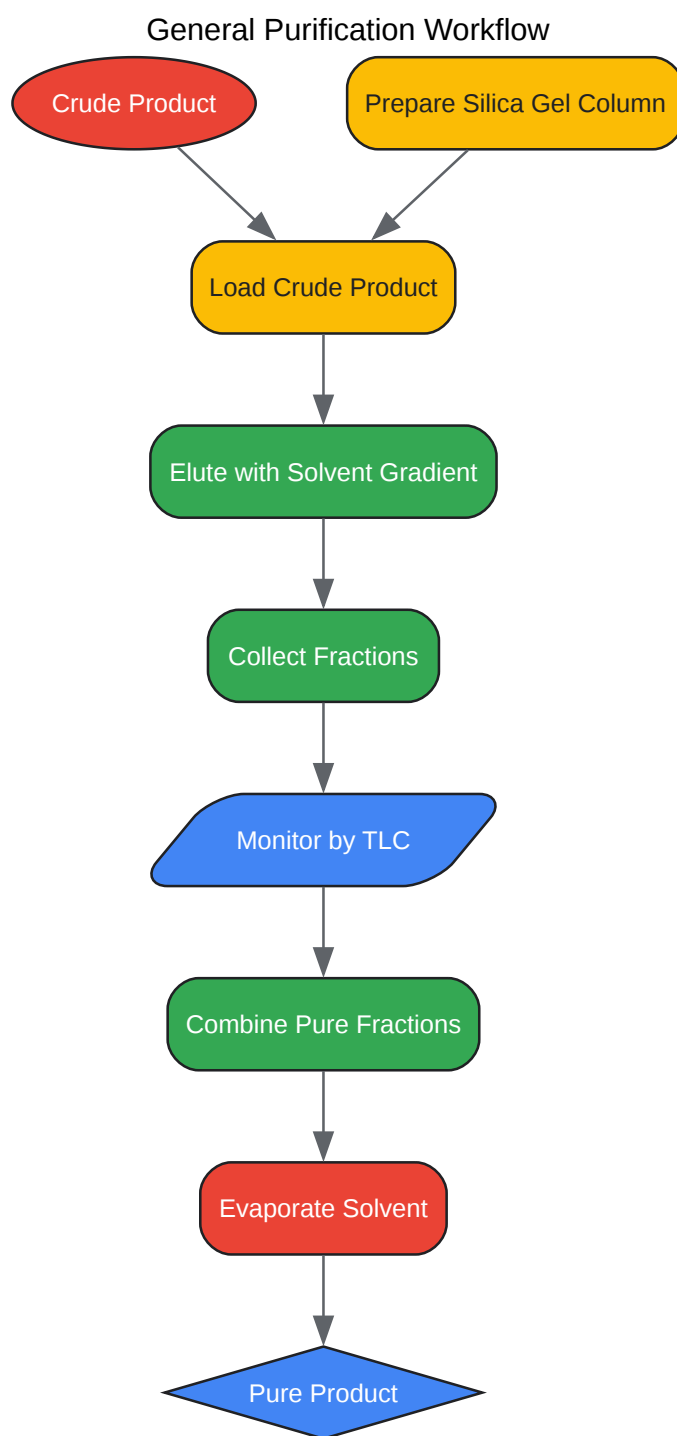 General Purification Workflow
Crude Product
Prepare Silica Gel Column
Load Crude Product
Elute with Solvent Gradient
Collect Fractions
Monitor by TLC
Combine Pure Fractions
Evaporate Solvent
Pure Product